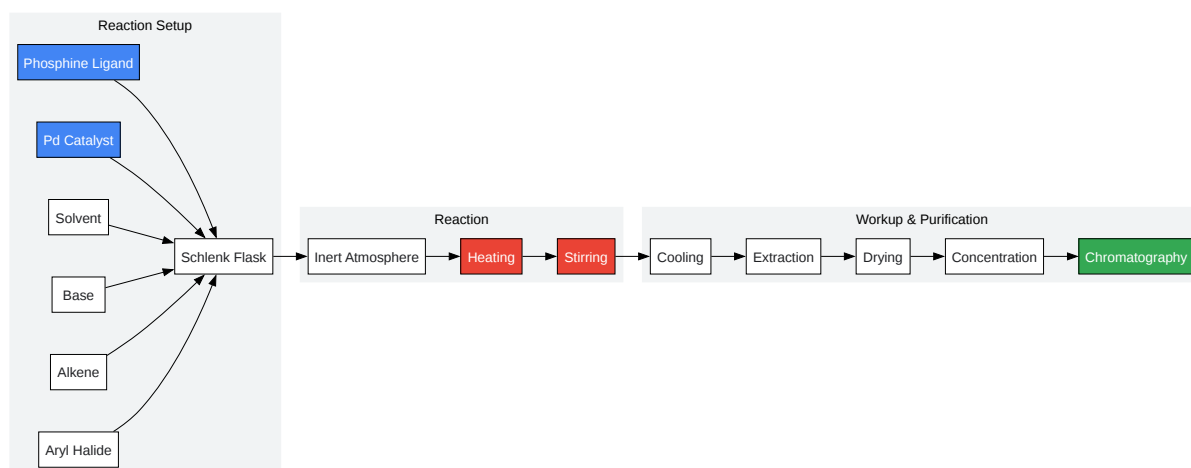 Reaction Setup
Phosphine Ligand
Pd Catalyst
Solvent
Base
Alkene
Aryl Halide
Schlenk Flask
Reaction
Inert Atmosphere
Heating
Stirring
Workup & Purification
Cooling
Extraction
Drying
Concentration
Chromatography